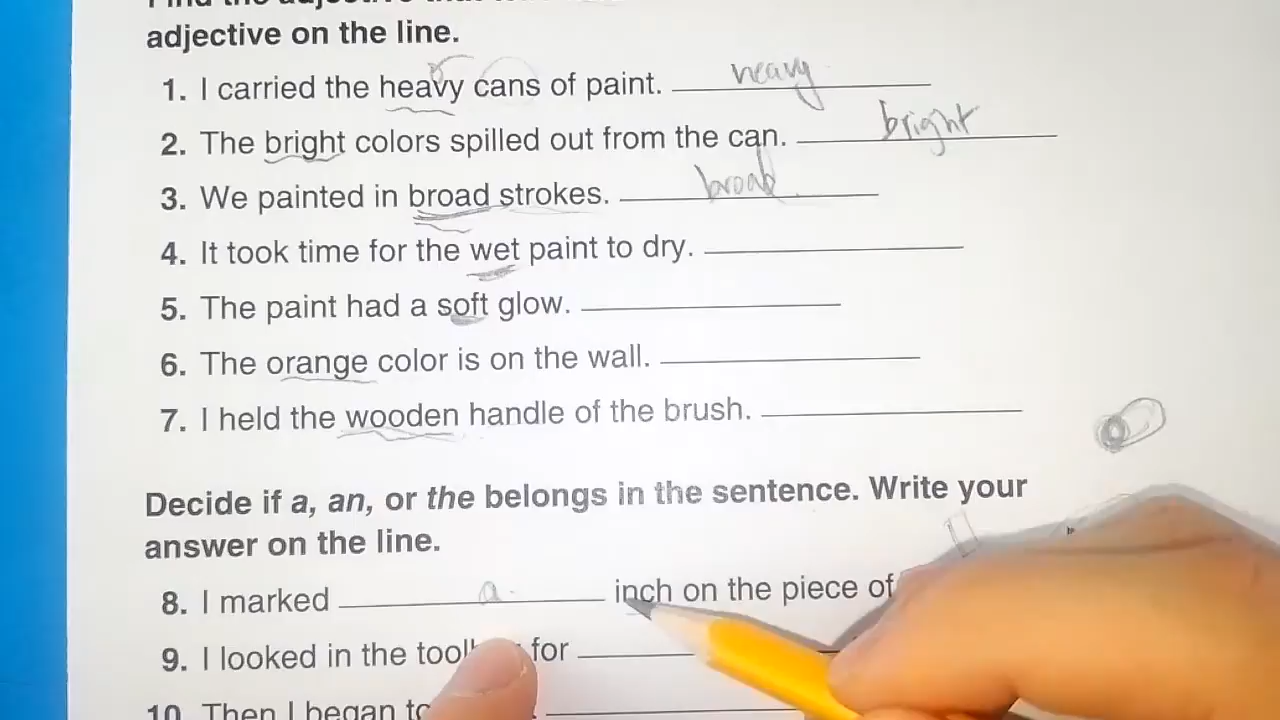 adjective on the line.
1. I carried the heavy cans of paint. heavy
2. The bright colors spilled out from the can. bright
3. We painted in broad strokes. broad
4. It took time for the wet paint to dry.
5. The paint had a soft glow.
6. The orange color is on the wall.
7. I held the wooden handle of the brush.
Decide if a, an, or the belongs in the sentence. Write your
answer on the line.
8. I marked a inch on the piece of
9. I looked in the for
10. Then I began